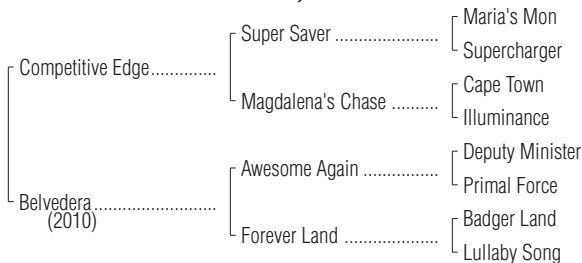 Maria's Mon
Super Saver ....................
Supercharger
Competitive Edge.............
Cape Town
Magdalena's Chase ..........
Illuminance
Deputy Minister
Awesome Again ................
Primal Force
Belvedera........................
(2010)
Badger Land
Forever Land ...................
Lullaby Song